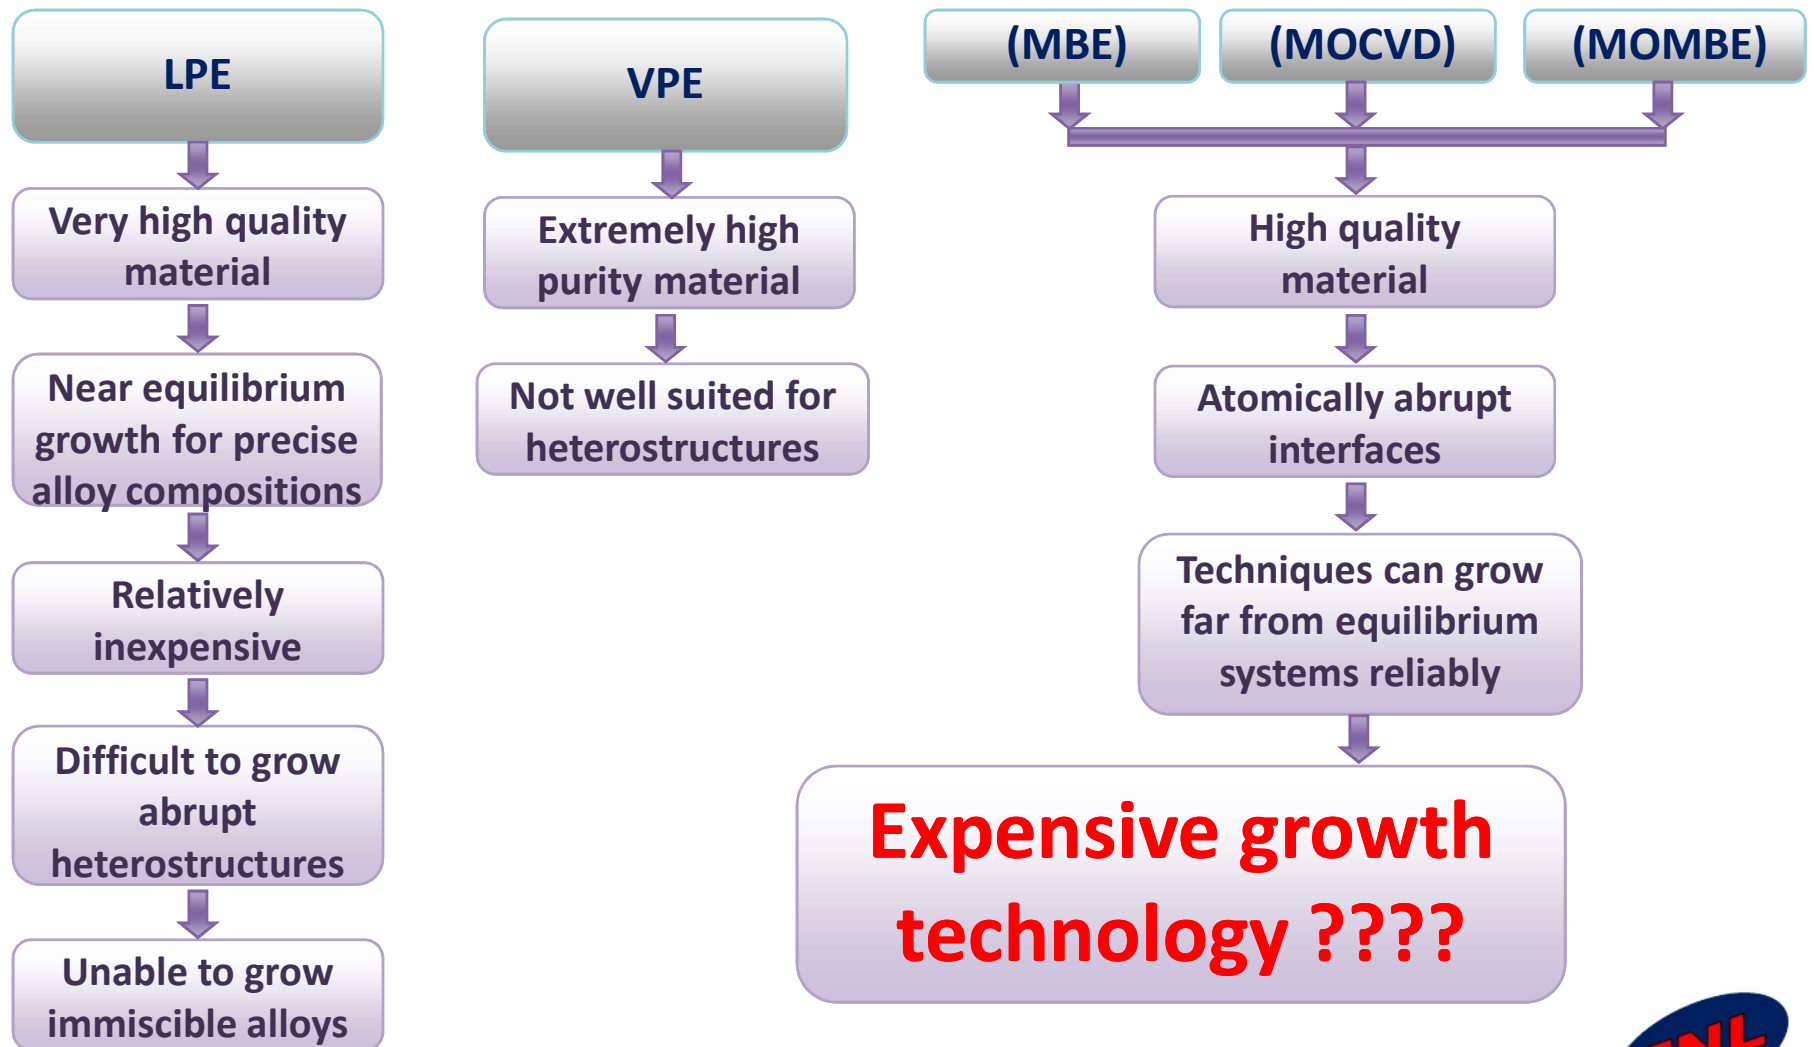 LPE
Very high quality
material
Near equilibrium
growth for precise
alloy compositions
Relatively
inexpensive
Difficult to grow
abrupt
heterostructures
Unable to grow
immiscible alloys
VPE
Extremely high
purity material
Not well suited for
heterostructures
(MBE)
(MOCVD)
(MOMBE)
High quality
material
Atomically abrupt
interfaces
Techniques can grow
far from equilibrium
systems reliably
Expensive growth
technology ????